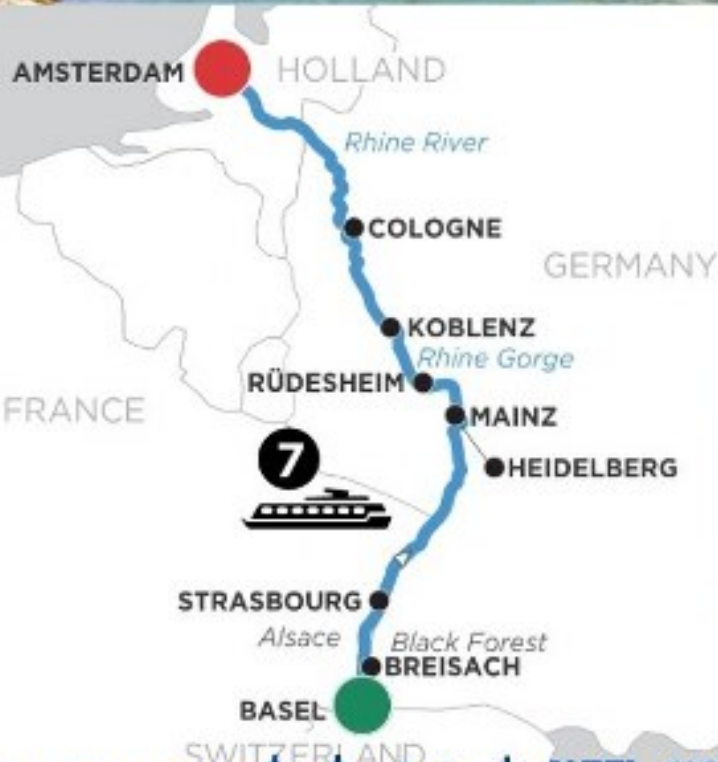 AMSTERDAM
HOLLAND
Rhine River
COLOGNE
GERMANY
KOBLENZ
Rhine Gorge
RÜDESHEIM
FRANCE
MAINZ
7
HEIDELBERG
STRASBOURG
Alsace
Black Forest
BREISACH
BASEL
SWITZERLAND